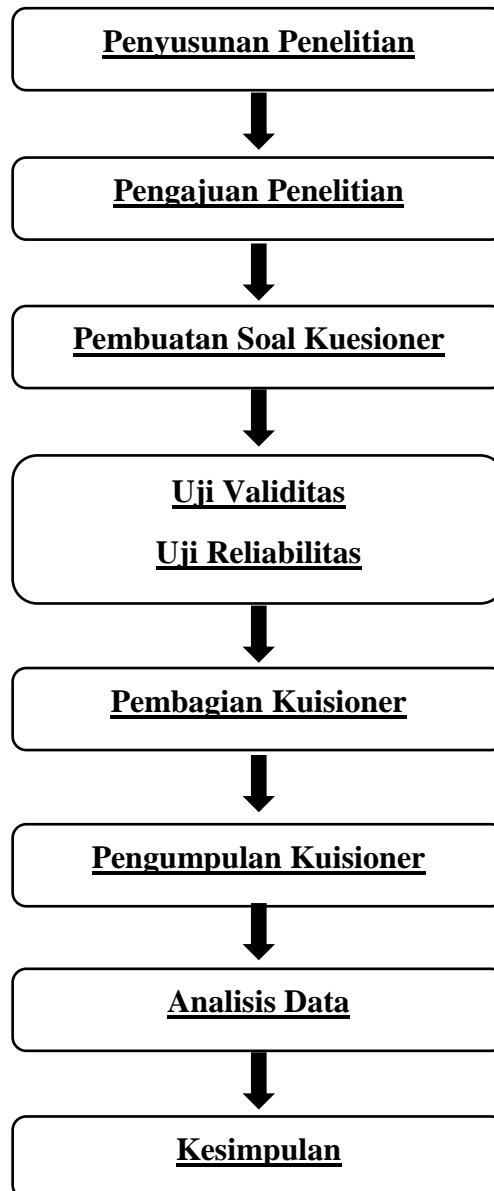 Penyusunan Penelitian
Pengajuan Penelitian
Pembuatan Soal Kuesioner
Uji Validitas
Uji Reliabilitas
Pembagian Kuisioner
Pengumpulan Kuisioner
Analisis Data
Kesimpulan